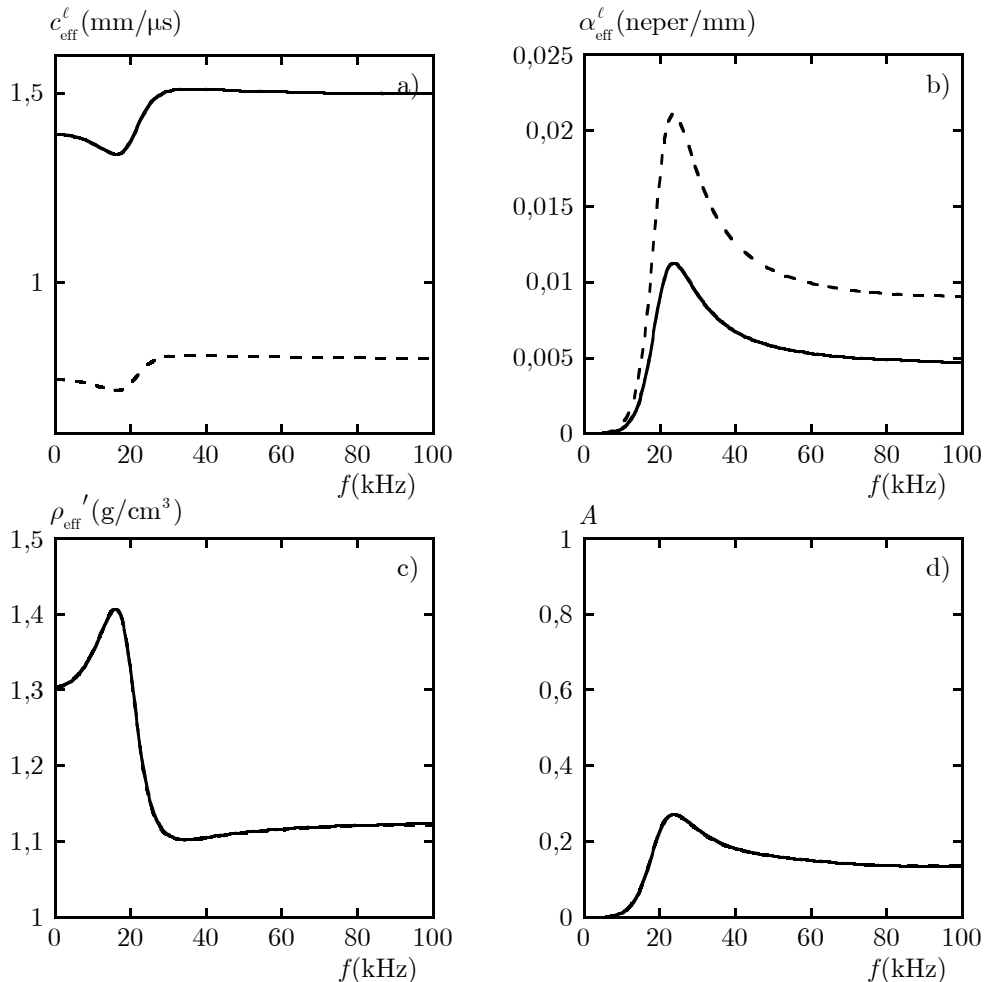 c^ℓ_eff (mm/μs)
a)
1,5
1
0 20 40 60 80 100
f(kHz)
α^ℓ_eff (neper/mm)
0,025
b)
0,02
0,015
0,01
0,005
0
0 20 40 60 80 100
f(kHz)
ρ_eff′(g/cm³)
1,5
c)
1,4
1,3
1,2
1,1
1
0 20 40 60 80 100
f(kHz)
A
1
d)
0,8
0,6
0,4
0,2
0
0 20 40 60 80 100
f(kHz)